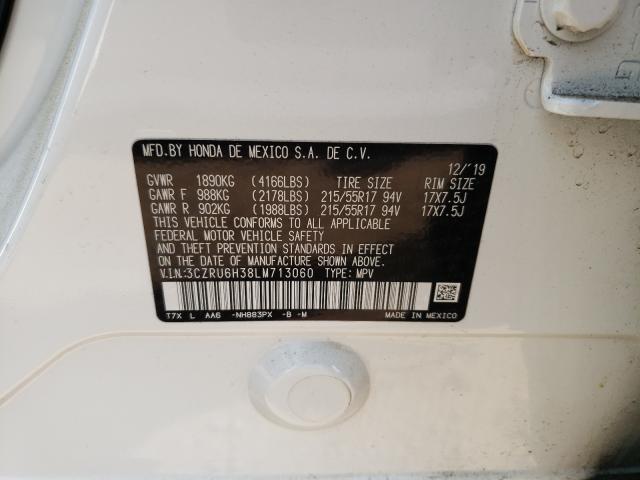 MFD.BY HONDA DE MEXICO S.A. DE C.V.
12/'19
GVWR 1890KG (4166LBS) TIRE SIZE RIM SIZE
GAWR F 988KG (2178LBS) 215/55R17 94V 17X7.5J
GAWR R 902KG (1988LBS) 215/55R17 94V 17X7.5J
THIS VEHICLE CONFORMS TO ALL APPLICABLE
FEDERAL MOTOR VEHICLE SAFETY, BUMPER,
AND THEFT PREVENTION STANDARDS IN EFFECT
ON THE DATE OF MANUFACTURE SHOWN ABOVE.
V.I.N.:3CZRU6H38LM713060 TYPE: MPV
T7X L AA6 -NH883PX -B -M MADE IN MEXICO